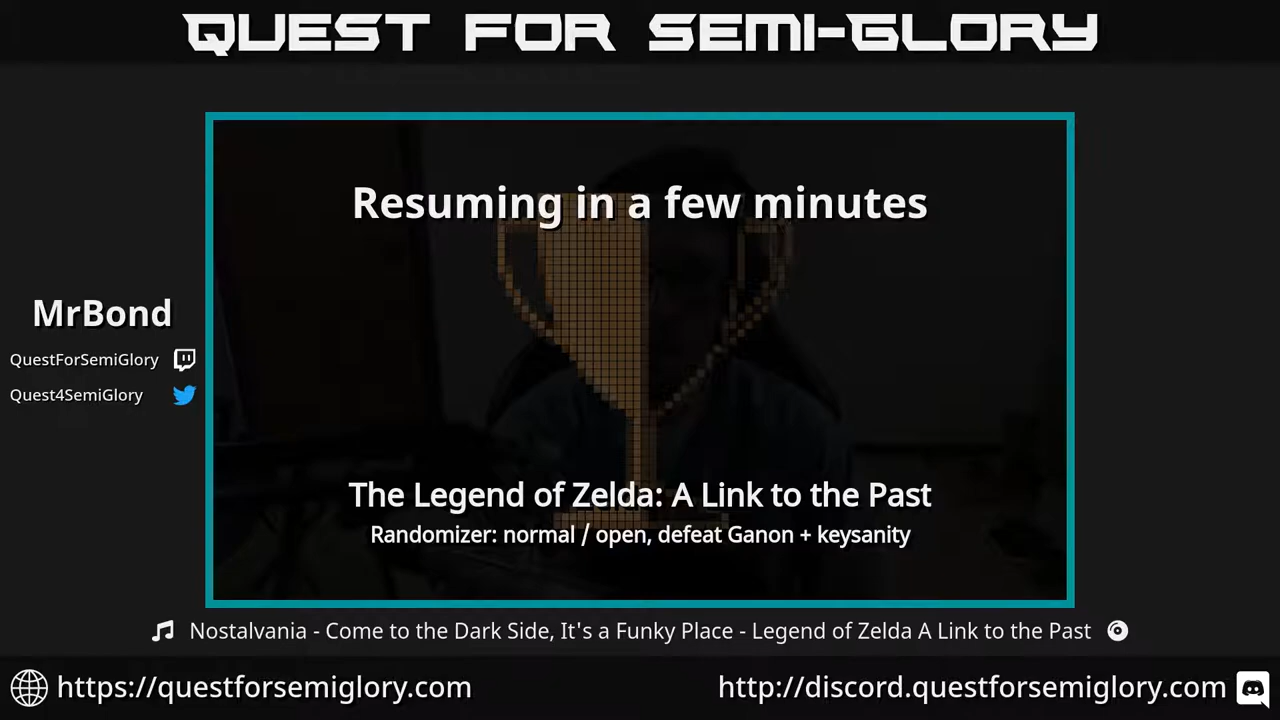 QUEST FOR SEMI-GLORY
Resuming in a few minutes
MrBond
QuestForSemiGlory
Quest4SemiGlory
The Legend of Zelda: A Link to the Past
Randomizer: normal / open, defeat Ganon + keysanity
Nostalvania - Come to the Dark Side, It's a Funky Place - Legend of Zelda A Link to the Past
https://questforsemiglory.com
http://discord.questforsemiglory.com